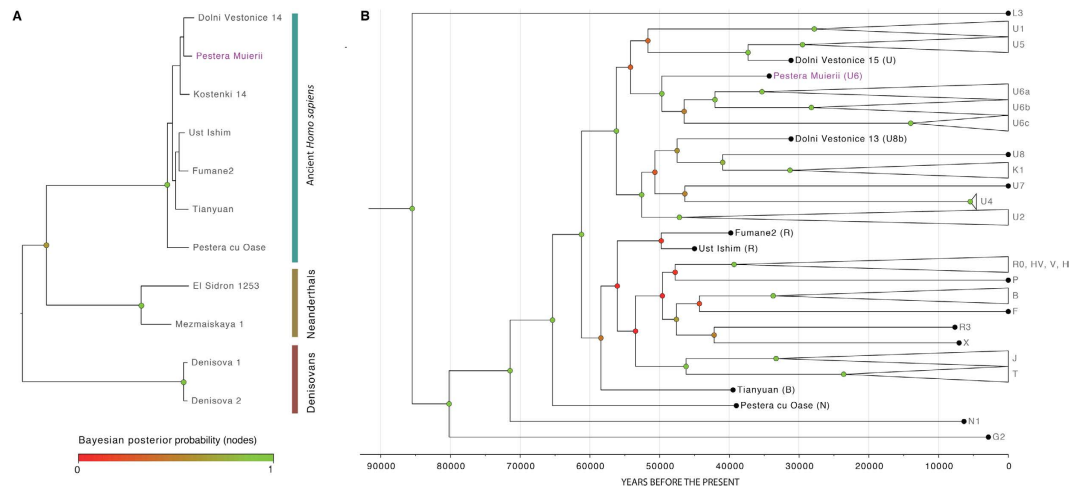 A
Dolni Vestonice 14
Pestera Muierii
Kostenki 14
Ust Ishim
Fumane2
Tianyuan
Pestera cu Oase
El Sidron 1253
Mezmaiskaya 1
Denisova 1
Denisova 2
Ancient Homo sapiens
Neanderthals
Denisovans
Bayesian posterior probability (nodes)
0 1
B
L3
U1
U5
Dolni Vestonice 15 (U)
Pestera Muierii (U6)
U6a
U6b
U6c
Dolni Vestonice 13 (U8b)
U8
K1
U7
U4
U2
Fumane2 (R)
Ust Ishim (R)
R0, HV, V, H
P
B
F
R3
X
J
T
Tianyuan (B)
Pestera cu Oase (N)
N1
G2
90000 80000 70000 60000 50000 40000 30000 20000 10000 0
YEARS BEFORE THE PRESENT